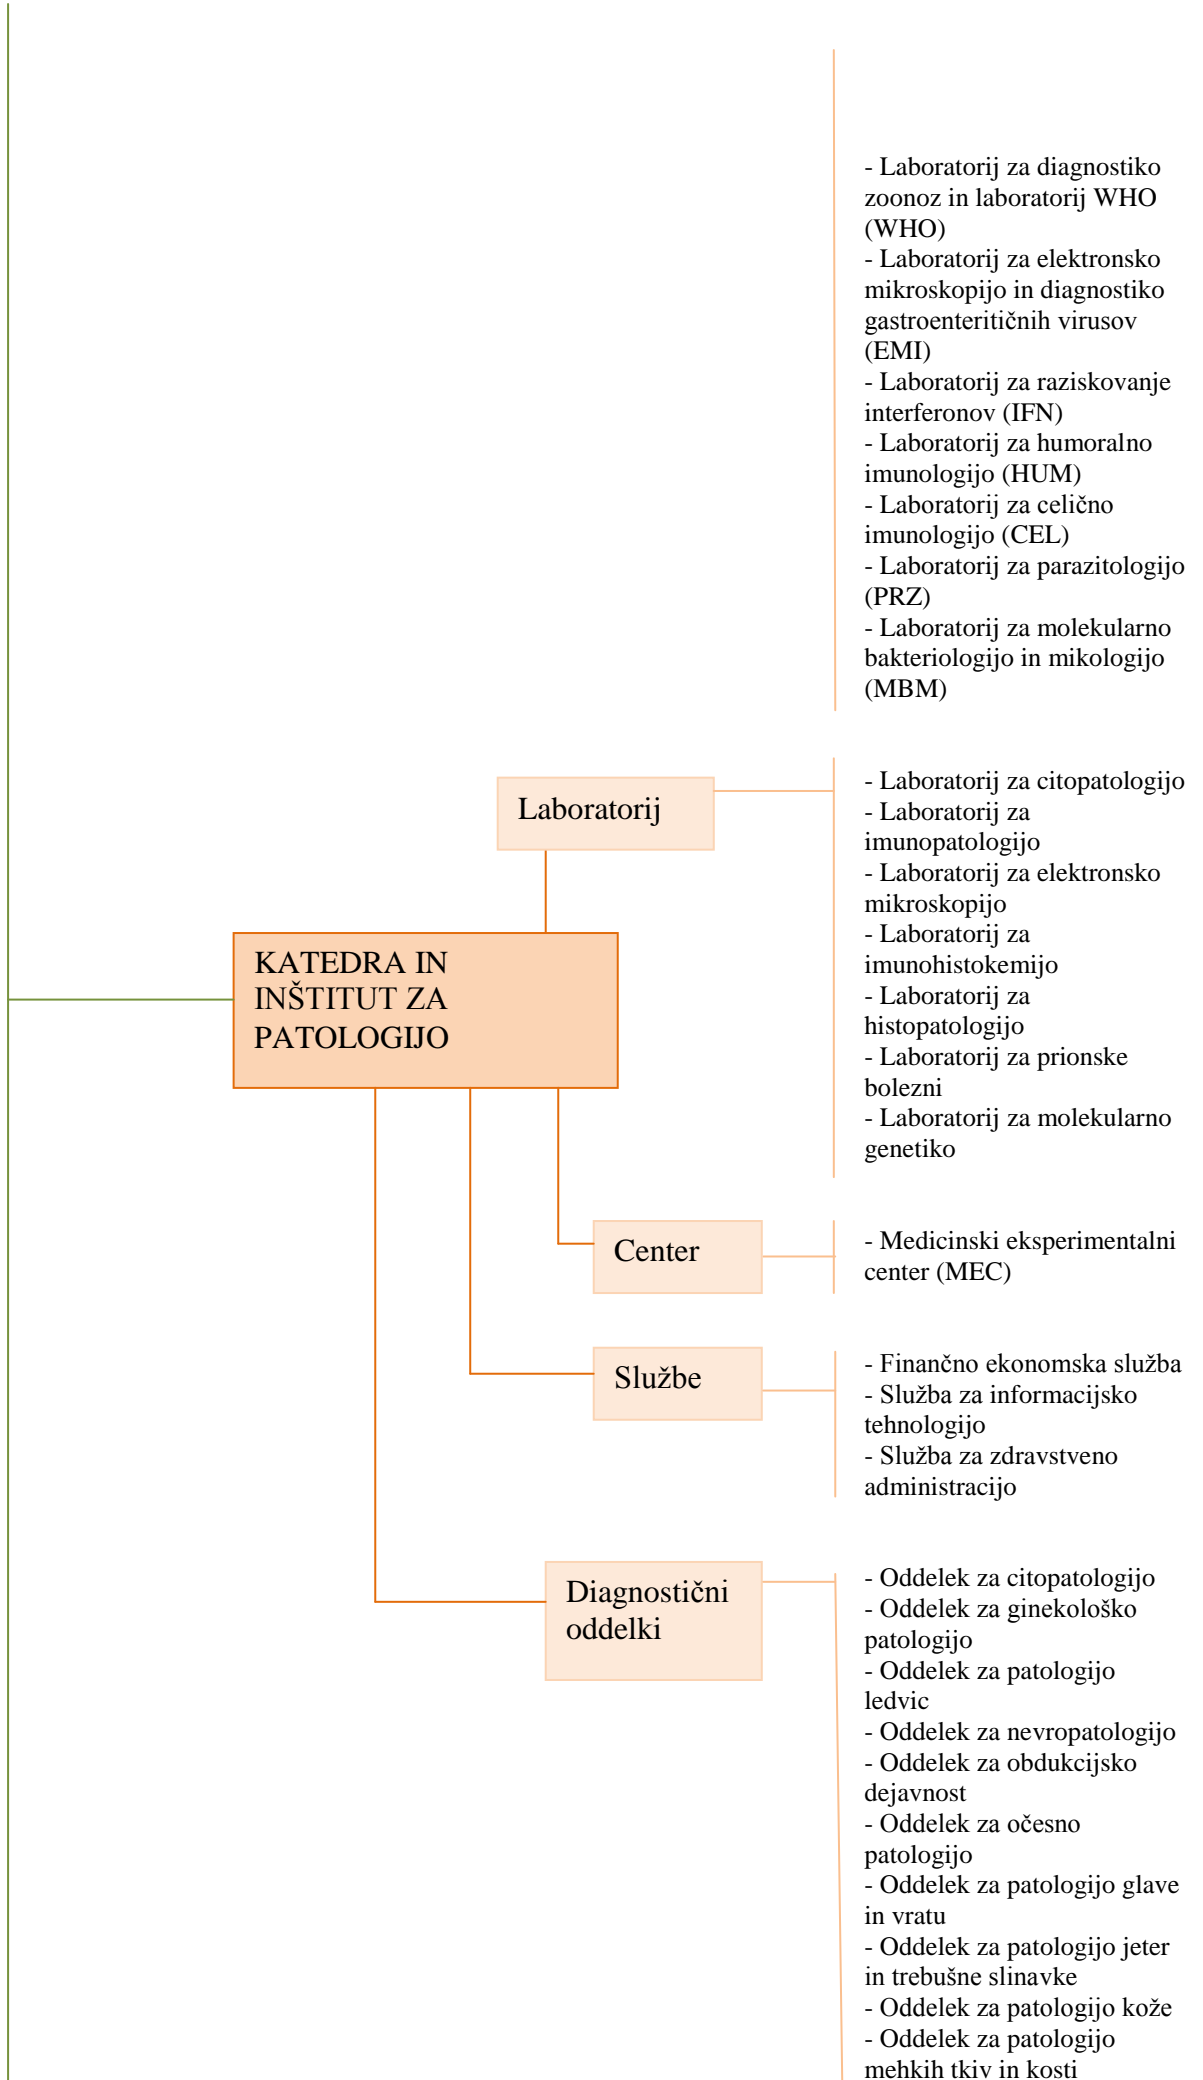 - Laboratorij za diagnostiko
zoonoz in laboratorij WHO
(WHO)
- Laboratorij za elektronsko
mikroskopijo in diagnostiko
gastroenteritičnih virusov
(EMI)
- Laboratorij za raziskovanje
interferonov (IFN)
- Laboratorij za humoralno
imunologijo (HUM)
- Laboratorij za celično
imunologijo (CEL)
- Laboratorij za parazitologijo
(PRZ)
- Laboratorij za molekularno
bakteriologijo in mikologijo
(MBM)
KATEDRA IN
INŠTITUT ZA
PATOLOGIJO
Laboratorij
- Laboratorij za citopatologijo
- Laboratorij za
imunopatologijo
- Laboratorij za elektronsko
mikroskopijo
- Laboratorij za
imunohistokemijo
- Laboratorij za
histopatologijo
- Laboratorij za prionske
bolezni
- Laboratorij za molekularno
genetiko
Center
- Medicinski eksperimentalni
center (MEC)
Službe
- Finančno ekonomska služba
- Služba za informacijsko
tehnologijo
- Služba za zdravstveno
administracijo
Diagnostični
oddelki
- Oddelek za citopatologijo
- Oddelek za ginekološko
patologijo
- Oddelek za patologijo
ledvic
- Oddelek za nevropatologijo
- Oddelek za obdukcijsko
dejavnost
- Oddelek za očesno
patologijo
- Oddelek za patologijo glave
in vratu
- Oddelek za patologijo jeter
in trebušne slinavke
- Oddelek za patologijo kože
- Oddelek za patologijo
mehkih tkiv in kosti